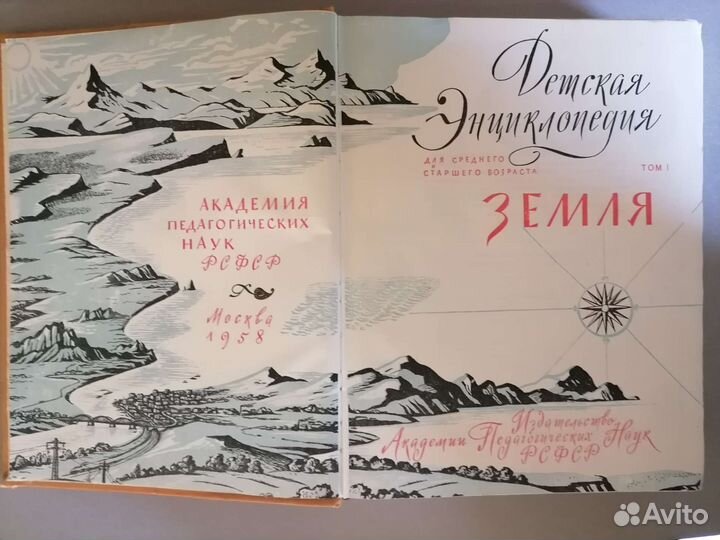 АКАДЕМИЯ
ПЕДАГОГИЧЕСКИХ
НАУК
РСФСР
Москва
1958
Детская
Энциклопедия
ДЛЯ СРЕДНЕГО
И
СТАРШЕГО ВОЗРАСТА
ТОМ I
ЗЕМЛЯ
Издательство
Академии Педагогических Наук
РСФСР
Avito